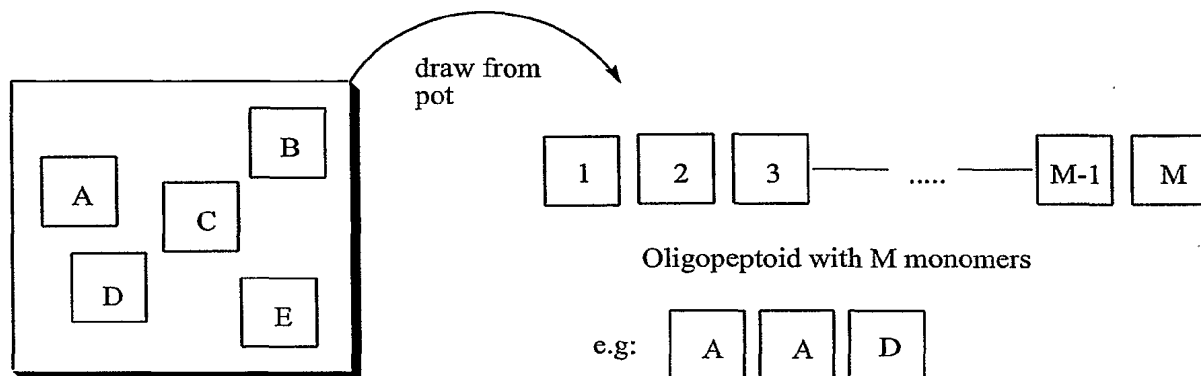 draw from
pot
A
B
C
D
E
1 2 3 ..... M-1 M
Oligopeptoid with M monomers
e.g: A A D